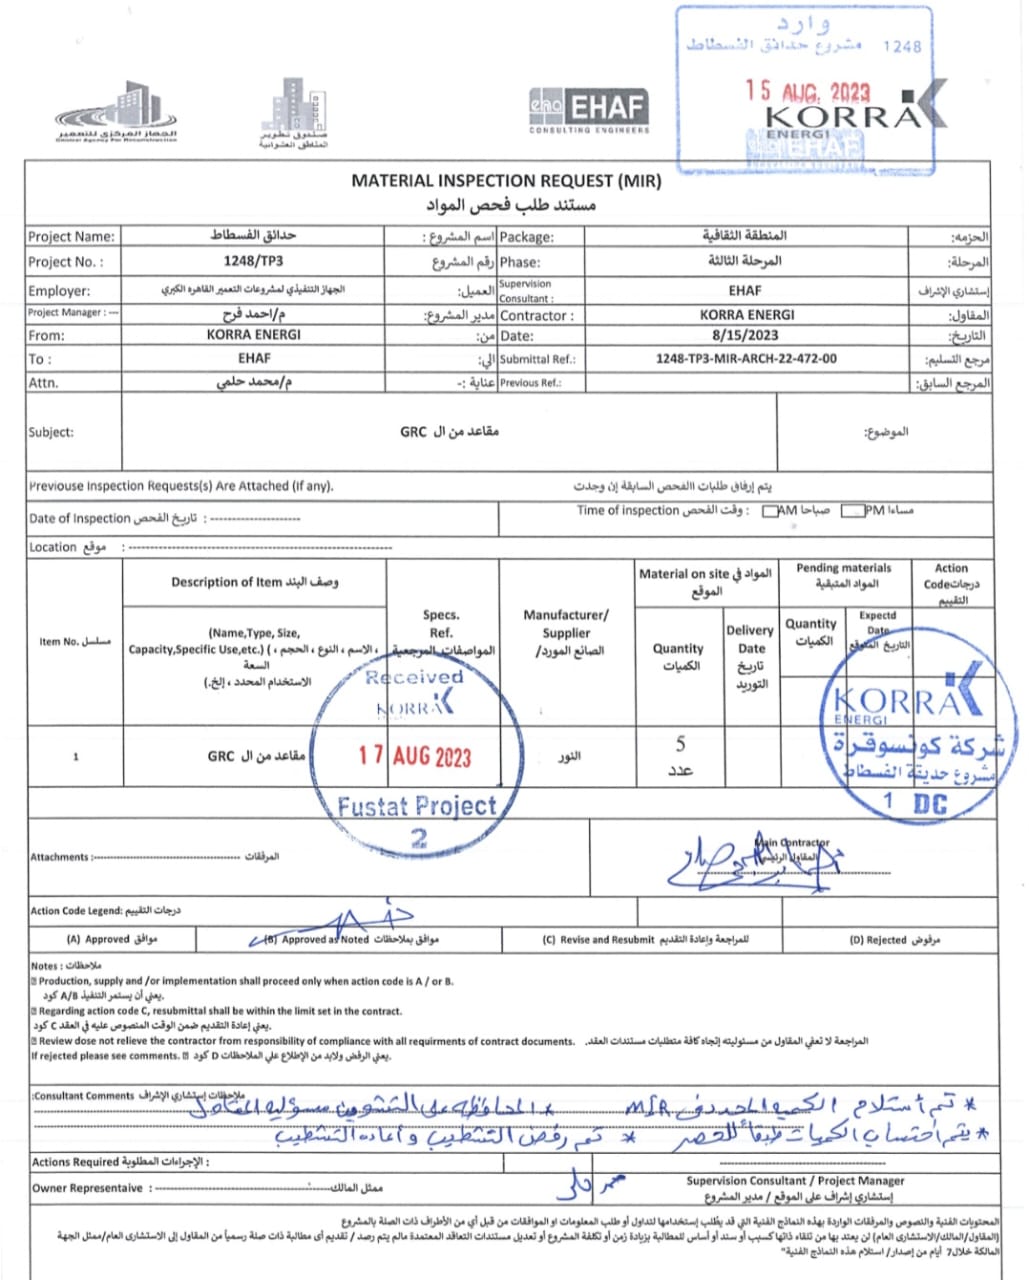 وارد
مشروع حدائق الفسطاط 1248
15 AUG. 2023
KORRA
ENERGI
EHAF
الجهاز المركزي للتعمير
Central Agency For Reconstruction
صندوق تطوير
المناطق العشوائية
EHAF
CONSULTING ENGINEERS
MATERIAL INSPECTION REQUEST (MIR)
مستند طلب فحص المواد
Project Name: حدائق الفسطاط اسم المشروع : Package: المنطقة الثقافية الحزمه:
Project No. : 1248/TP3 رقم المشروع Phase: المرحلة الثالثة المرحلة:
Employer: الجهاز التنفيذي لمشروعات التعمير القاهره الكبري العميل: Supervision Consultant : EHAF إستشاري الإشراف
Project Manager : --- م/احمد فرح مدير المشروع: Contractor : KORRA ENERGI المقاول:
From: KORRA ENERGI من: Date: 8/15/2023 التاريخ:
To : EHAF الي: Submittal Ref.: 1248-TP3-MIR-ARCH-22-472-00 مرجع التسليم:
Attn. م/محمد حلمي عناية :- Previous Ref.: المرجع السابق:
Subject: مقاعد من ال GRC الموضوع:
Previouse Inspection Requests(s) Are Attached (If any). يتم إرفاق طلبات االفحص السابقة إن وجدت
Date of Inspection تاريخ الفحص : -------------------- Time of inspection وقت الفحص : AM صباحا PM مساءا
Location موقع : ------------------------------------------------------------
Item No. مسلسل
Description of Item وصف البند
(Name,Type, Size,
Capacity,Specific Use,etc.) ( الاسم ، النوع ، الحجم ،
السعة
الاستخدام المحدد ، إلخ.)
Specs.
Ref.
المواصفات المرجعية
Manufacturer/
Supplier
الصانع المورد/
Material on site المواد في الموقع
Quantity
الكميات
Delivery
Date
تاريخ
التوريد
Pending materials
المواد المتبقية
Quantity
الكميات
Expectd
Date
التاريخ المتوقع
Action
Code درجات
التقييم
1 مقاعد من ال GRC النور 5
عدد
Received
KORRA
17 AUG 2023
Fustat Project
2
KORRA
ENERGI
شركة كونسوقرة
مشروع حديقة الفسطاط
1 DC
Attachments :--------------------------------- المرفقات
Main Contractor
المقاول الرئيسي
Action Code Legend: درجات التقييم:
(A) Approved موافق (B) Approved as Noted موافق بملاحظات (C) Revise and Resubmit للمراجعة وإعادة التقديم (D) Rejected مرفوض
Notes : ملاحظات:
Production, supply and /or implementation shall proceed only when action code is A / or B.
يعني أن يستمر التنفيذ A/B كود.
Regarding action code C, resubmittal shall be within the limit set in the contract.
يعني إعادة التقديم ضمن الوقت المنصوص عليه في العقد C كود.
Review dose not relieve the contractor from responsibility of compliance with all requirments of contract documents. المراجعة لا تعفي المقاول من مسئوليته إتجاه كافة متطلبات مستندات العقد.
If rejected please see comments. يعني الرفض ولابد من الإطلاع علي الملاحظات D كود
Consultant Comments ملاحظات إستشاري الإشراف:
* تم أستلام الكميه المحدد فى MIR * المحافظه على التشوين مسؤليه المقاول
* يتم أحتساب الكميات طبقاً للحصر * تم رفض التشطيب وأعاده التشطيب
Actions Required الإجراءات المطلوبة :
Owner Representaive : ---------------------------ممثل المالك
Supervision Consultant / Project Manager
إستشاري إشراف على الموقع / مدير المشروع
المحتويات الفنية والنصوص والمرفقات الواردة بهذه النماذج الفنية التي قد يطلب إستخدامها لتداول أو طلب المعلومات او الموافقات من قبل أي من الأطراف ذات الصلة بالمشروع
(المقاول/المالك/الاستشارى العام) لن يعتد بها من تلقاء ذاتها كسبب أو سند أو أساس للمطالبة بزيادة زمن أو تكلفة المشروع أو تعديل مستندات التعاقد المعتمدة مالم يتم رصد / تقديم أى مطالبة ذات صلة رسمياً من المقاول إلى الاستشارى العام/ممثل الجهة
المالكة خلال7 أيام من إصدار/ استلام هذه النماذج الفنية"